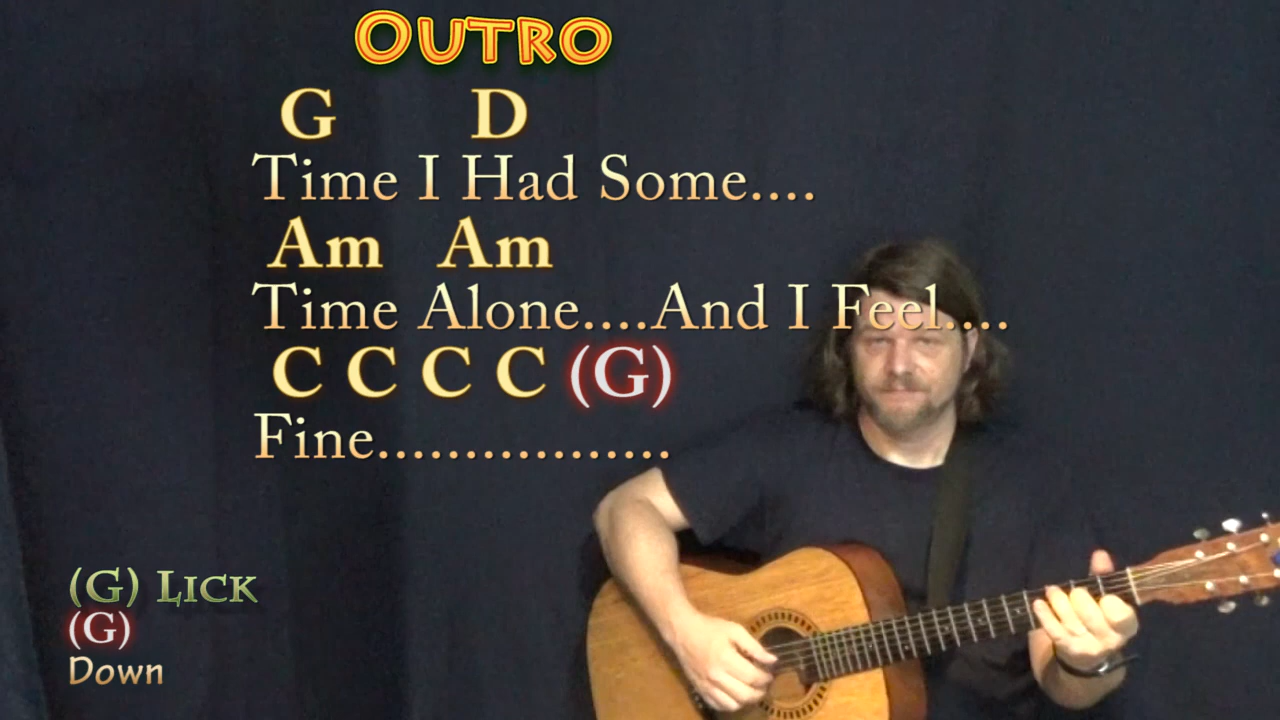 OUTRO
G D
Time I Had Some....
Am Am
Time Alone....And I Feel....
C C C C (G)
Fine.................
(G) LICK
(G)
Down